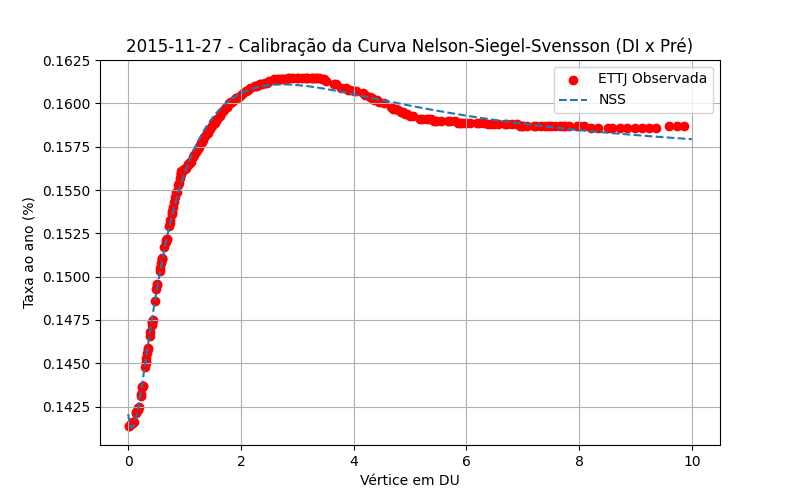 2015-11-27 - Calibração da Curva Nelson-Siegel-Svensson (DI x Pré)
ETTJ Observada
NSS
Taxa ao ano (%)
0.1625
0.1600
0.1575
0.1550
0.1525
0.1500
0.1475
0.1450
0.1425
0 2 4 6 8 10
Vértice em DU